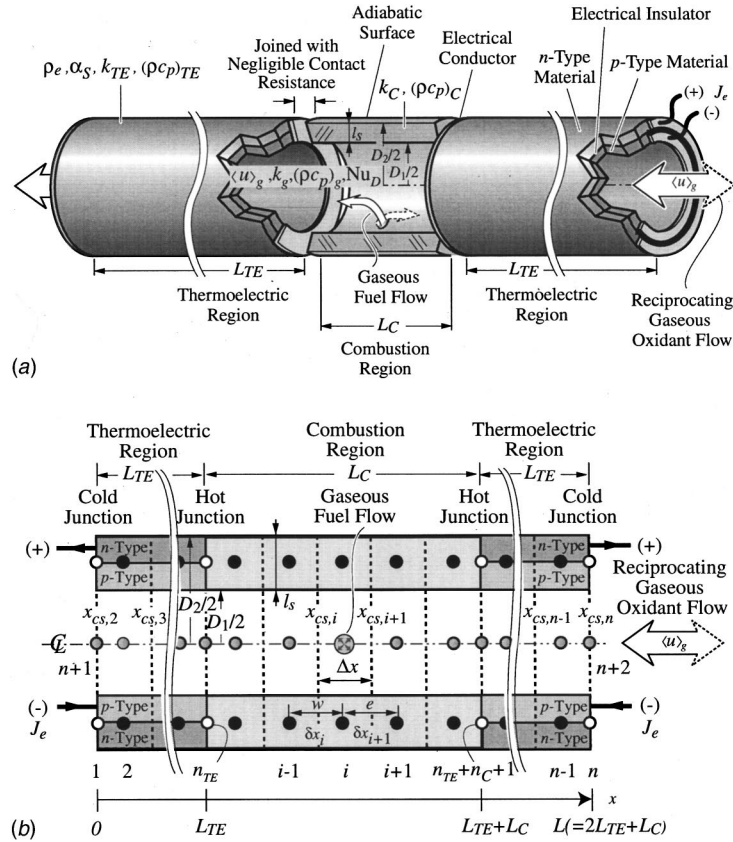 Adiabatic
Surface
Electrical Insulator
Joined with
Negligible Contact
Resistance
Electrical
Conductor
n-Type
Material
p-Type Material
ρe, αS, kTE, (ρcp)TE
kC, (ρcp)C
(+)
Je
(-)
lS
D2/2
D1/2
⟨u⟩g, kg, (ρcp)g, NuD
⟨u⟩g
LTE
Thermoelectric
Region
Gaseous
Fuel Flow
LC
Combustion
Region
LTE
Thermoelectric
Region
Reciprocating
Gaseous
Oxidant Flow
(a)
Thermoelectric
Region
LTE
Combustion
Region
LC
Thermoelectric
Region
LTE
Cold
Junction
Hot
Junction
Gaseous
Fuel Flow
Hot
Junction
Cold
Junction
(+)
n-Type
p-Type
n-Type
p-Type
(+)
D2/2
D1/2
ls
Reciprocating
Gaseous
Oxidant Flow
xcs,2
xcs,3
xcs,i
xcs,i+1
xcs,n-1
xcs,n
℄
⟨u⟩g
n+1
Δx
n+2
(-)
Je
p-Type
n-Type
w
e
δxi
δxi+1
p-Type
n-Type
(-)
Je
1
2
nTE
i-1
i
i+1
nTE+nC+1
n-1
n
x
(b)
0
LTE
LTE+LC
L(=2LTE+LC)